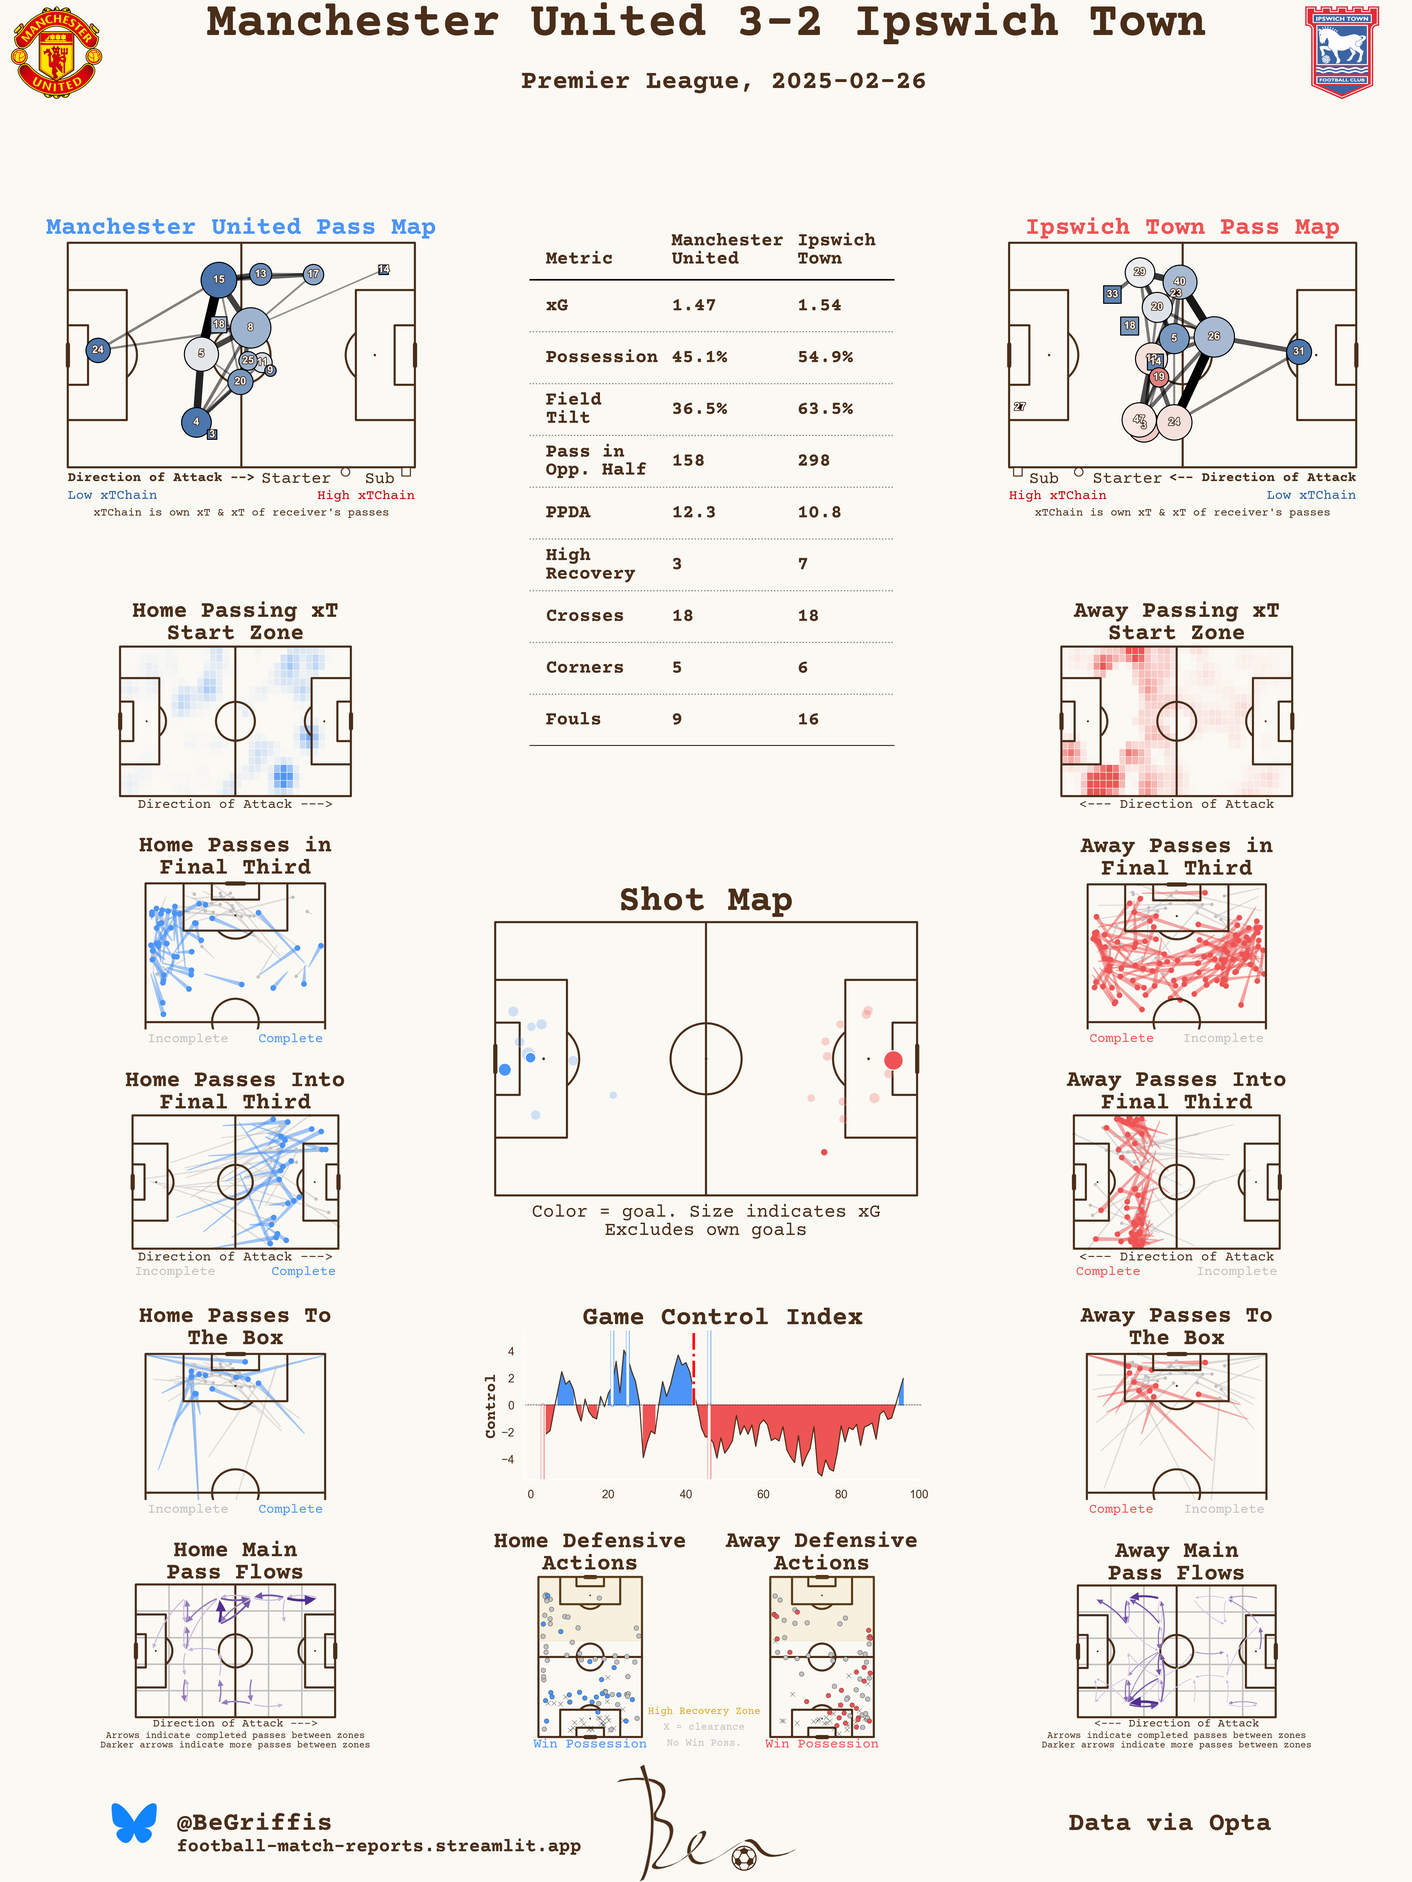 Manchester United 3-2 Ipswich Town
Premier League, 2025-02-26
MANCHESTER
UNITED
IPSWICH TOWN
FOOTBALL CLUB
Manchester United Pass Map
15
13
17
14
18
8
24
5
25
11
9
20
4
3
Direction of Attack --> Starter Sub
Low xTChain High xTChain
xTChain is own xT & xT of receiver's passes
Metric Manchester United Ipswich Town
xG 1.47 1.54
Possession 45.1% 54.9%
Field Tilt 36.5% 63.5%
Pass in Opp. Half 158 298
PPDA 12.3 10.8
High Recovery 3 7
Crosses 18 18
Corners 5 6
Fouls 9 16
Ipswich Town Pass Map
29
40
33
23
20
18
5
26
31
14
19
27
47
3
24
Sub Starter <-- Direction of Attack
High xTChain Low xTChain
xTChain is own xT & xT of receiver's passes
Home Passing xT
Start Zone
Direction of Attack --->
Away Passing xT
Start Zone
<--- Direction of Attack
Home Passes in
Final Third
Incomplete Complete
Away Passes in
Final Third
Complete Incomplete
Shot Map
Color = goal. Size indicates xG
Excludes own goals
Home Passes Into
Final Third
Direction of Attack --->
Incomplete Complete
Away Passes Into
Final Third
<--- Direction of Attack
Complete Incomplete
Home Passes To
The Box
Incomplete Complete
Game Control Index
Control
4
2
0
−2
−4
0 20 40 60 80 100
Away Passes To
The Box
Complete Incomplete
Home Main
Pass Flows
Direction of Attack --->
Arrows indicate completed passes between zones
Darker arrows indicate more passes between zones
Home Defensive
Actions
Win Possession
Away Defensive
Actions
Win Possession
High Recovery Zone
X = clearance
No Win Poss.
Away Main
Pass Flows
<--- Direction of Attack
Arrows indicate completed passes between zones
Darker arrows indicate more passes between zones
@BeGriffis
football-match-reports.streamlit.app
Ben
Data via Opta